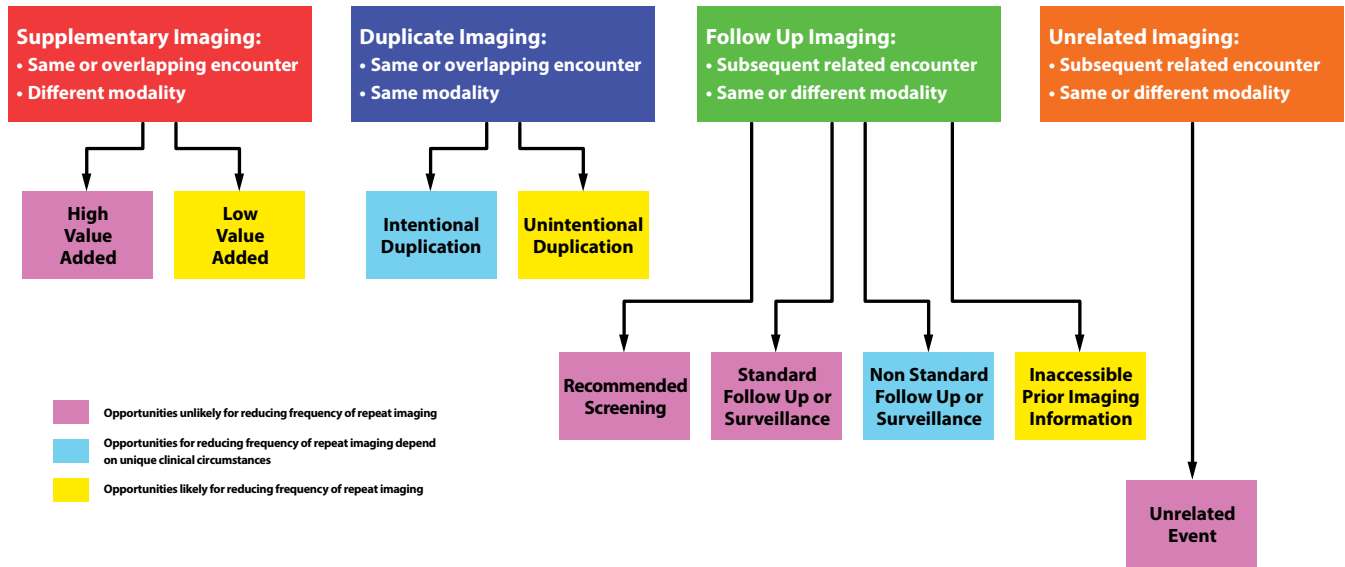 Supplementary Imaging:
• Same or overlapping encounter
• Different modality
Duplicate Imaging:
• Same or overlapping encounter
• Same modality
Follow Up Imaging:
• Subsequent related encounter
• Same or different modality
Unrelated Imaging:
• Subsequent related encounter
• Same or different modality
High
Value
Added
Low
Value
Added
Intentional
Duplication
Unintentional
Duplication
Recommended
Screening
Standard
Follow Up or
Surveillance
Non Standard
Follow Up or
Surveillance
Inaccessible
Prior Imaging
Information
Unrelated
Event
Opportunities unlikely for reducing frequency of repeat imaging
Opportunities for reducing frequency of repeat imaging depend
on unique clinical circumstances
Opportunities likely for reducing frequency of repeat imaging